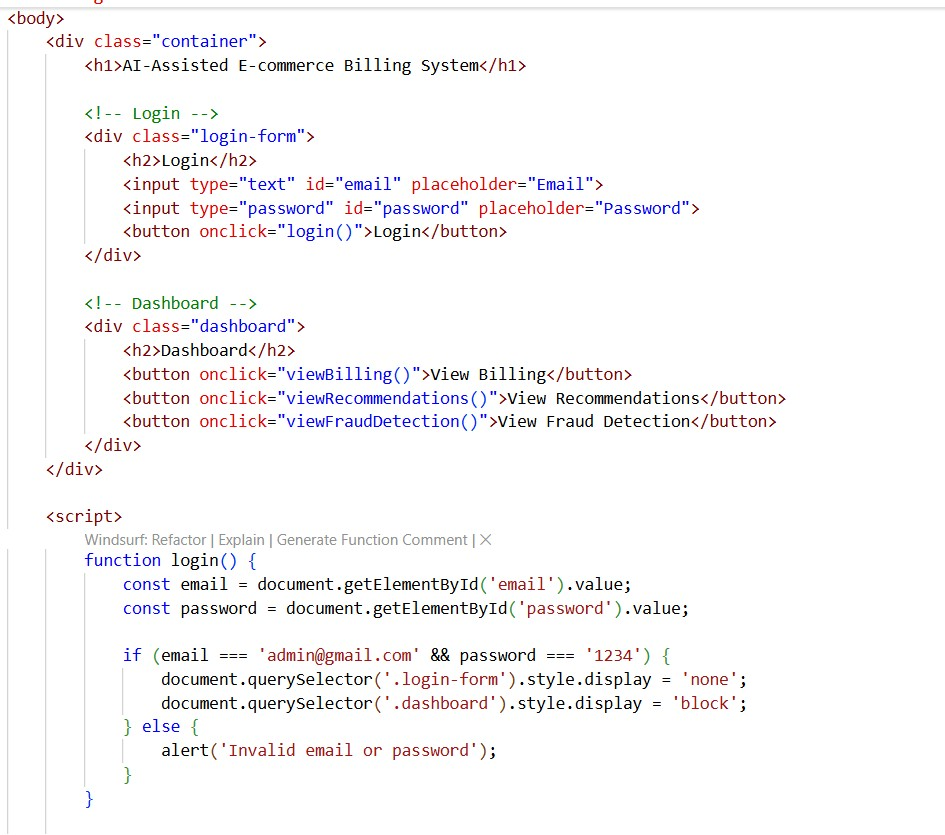 <body>
<div class="container">
<h1>AI-Assisted E-commerce Billing System</h1>
<!-- Login -->
<div class="login-form">
<h2>Login</h2>
<input type="text" id="email" placeholder="Email">
<input type="password" id="password" placeholder="Password">
<button onclick="login()">Login</button>
</div>
<!-- Dashboard -->
<div class="dashboard">
<h2>Dashboard</h2>
<button onclick="viewBilling()">View Billing</button>
<button onclick="viewRecommendations()">View Recommendations</button>
<button onclick="viewFraudDetection()">View Fraud Detection</button>
</div>
</div>
<script>
Windsurf: Refactor | Explain | Generate Function Comment | ×
function login() {
const email = document.getElementById('email').value;
const password = document.getElementById('password').value;
if (email === 'admin@gmail.com' && password === '1234') {
document.querySelector('.login-form').style.display = 'none';
document.querySelector('.dashboard').style.display = 'block';
} else {
alert('Invalid email or password');
}
}